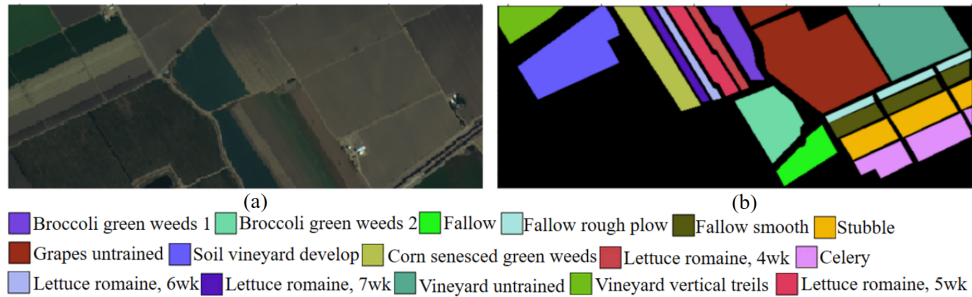 (a) (b)
Broccoli green weeds 1 Broccoli green weeds 2 Fallow Fallow rough plow Fallow smooth Stubble
Grapes untrained Soil vineyard develop Corn senesced green weeds Lettuce romaine, 4wk Celery
Lettuce romaine, 6wk Lettuce romaine, 7wk Vineyard untrained Vineyard vertical treils Lettuce romaine, 5wk